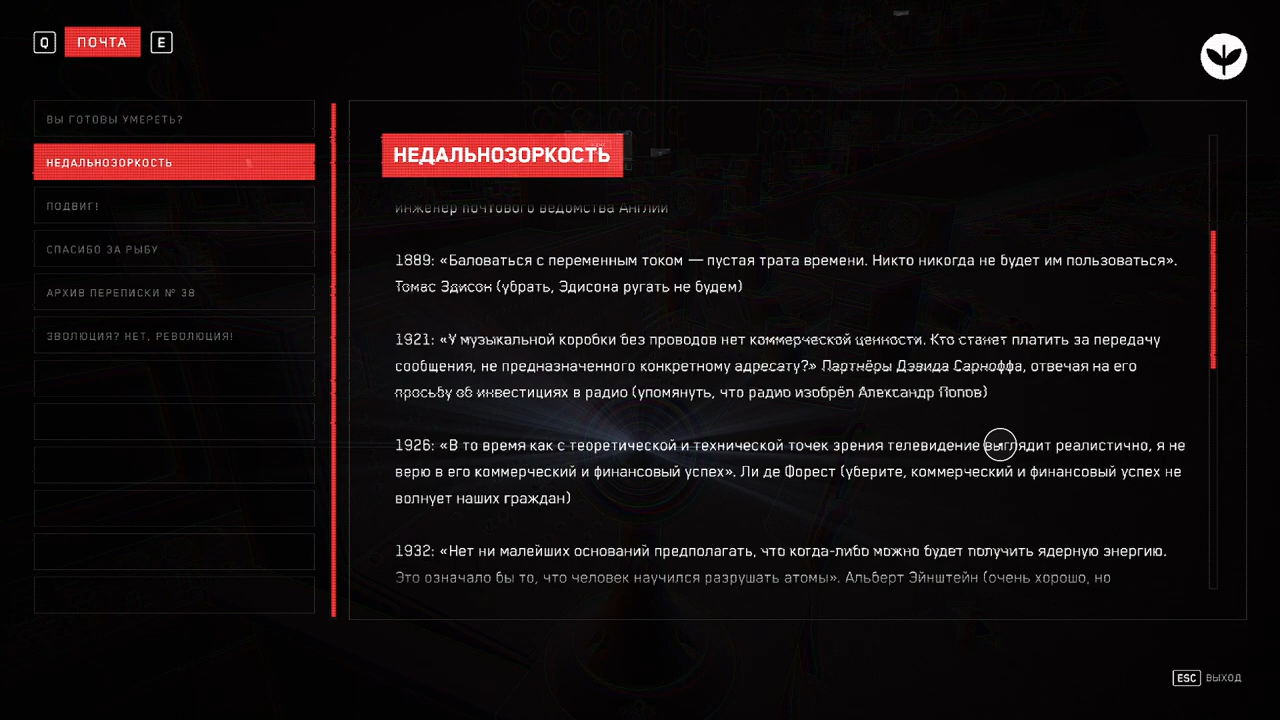 Q ПОЧТА E
ВЫ ГОТОВЫ УМЕРЕТЬ?
НЕДАЛЬНОЗОРКОСТЬ
ПОДВИГ!
СПАСИБО ЗА РЫБУ
АРХИВ ПЕРЕПИСКИ № 38
ЭВОЛЮЦИЯ? НЕТ, РЕВОЛЮЦИЯ!
НЕДАЛЬНОЗОРКОСТЬ
инженер почтового ведомства Англии
1889: «Баловаться с переменным током — пустая трата времени. Никто никогда не будет им пользоваться».
Томас Эдисон (убрать, Эдисона ругать не будем)
1921: «У музыкальной коробки без проводов нет коммерческой ценности. Кто станет платить за передачу
сообщения, не предназначенного конкретному адресату?» Партнёры Дэвида Сарноффа, отвечая на его
просьбу об инвестициях в радио (упомянуть, что радио изобрёл Александр Попов)
1926: «В то время как с теоретической и технической точек зрения телевидение выглядит реалистично, я не
верю в его коммерческий и финансовый успех». Ли де Форест (уберите, коммерческий и финансовый успех не
волнует наших граждан)
1932: «Нет ни малейших оснований предполагать, что когда-либо можно будет получить ядерную энергию.
Это означало бы то, что человек научился разрушать атомы». Альберт Эйнштейн (очень хорошо, но
ESC ВЫХОД